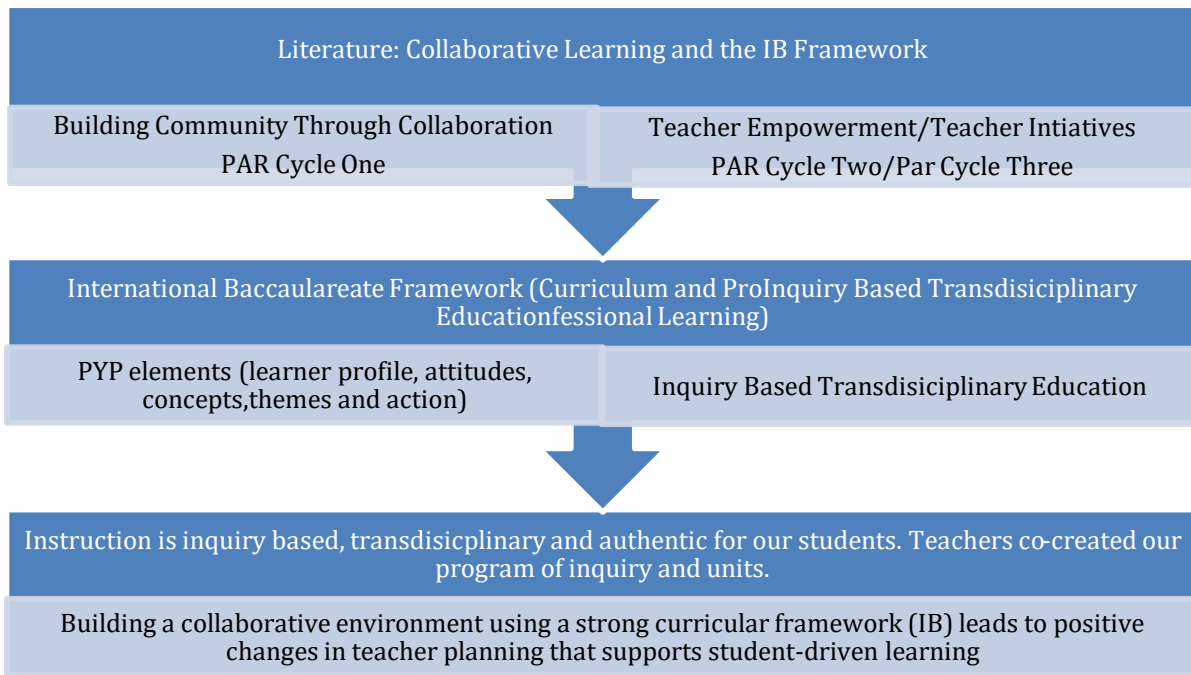 Literature: Collaborative Learning and the IB Framework
Building Community Through Collaboration
PAR Cycle One
Teacher Empowerment/Teacher Intiatives
PAR Cycle Two/Par Cycle Three
International Baccaulareate Framework (Curriculum and ProInquiry Based Transdisiciplinary
Educationfessional Learning)
PYP elements (learner profile, attitudes,
concepts,themes and action)
Inquiry Based Transdisiciplinary Education
Instruction is inquiry based, transdisicplinary and authentic for our students. Teachers co-created our
program of inquiry and units.
Building a collaborative environment using a strong curricular framework (IB) leads to positive
changes in teacher planning that supports student-driven learning